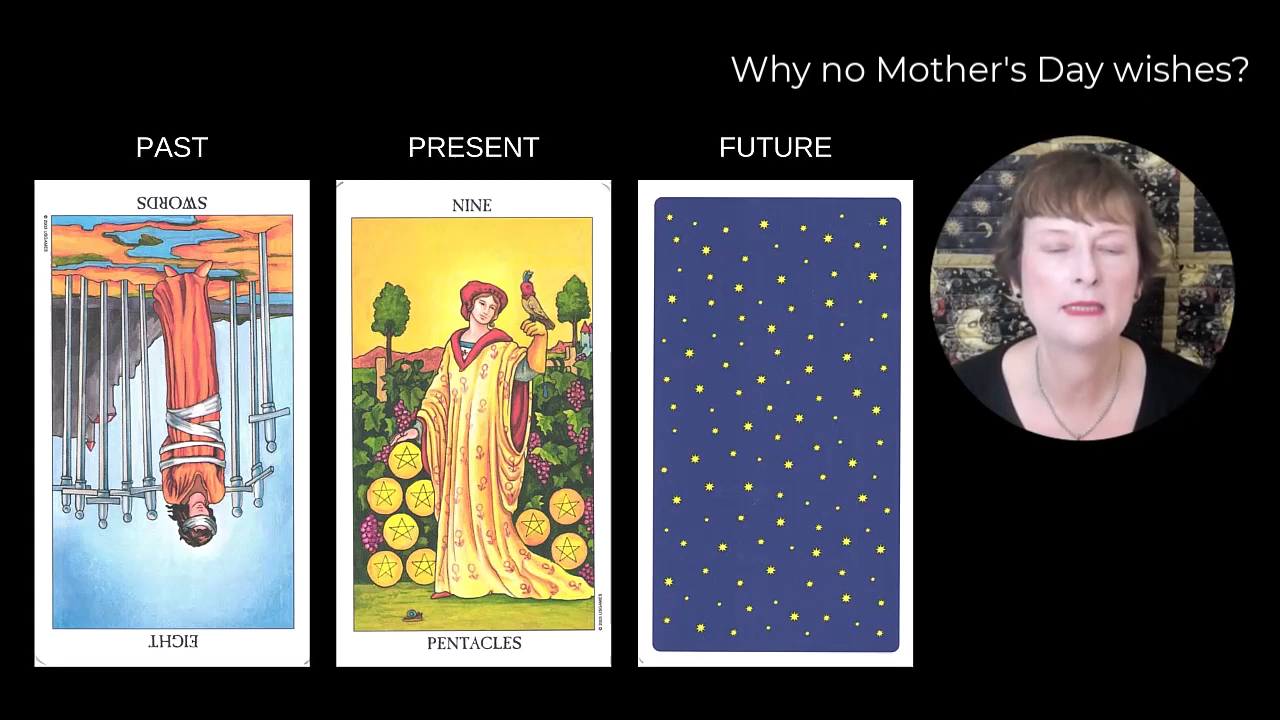 Why no Mother's Day wishes?
PAST
PRESENT
FUTURE
SWORDS
EIGHT
NINE
PENTACLES